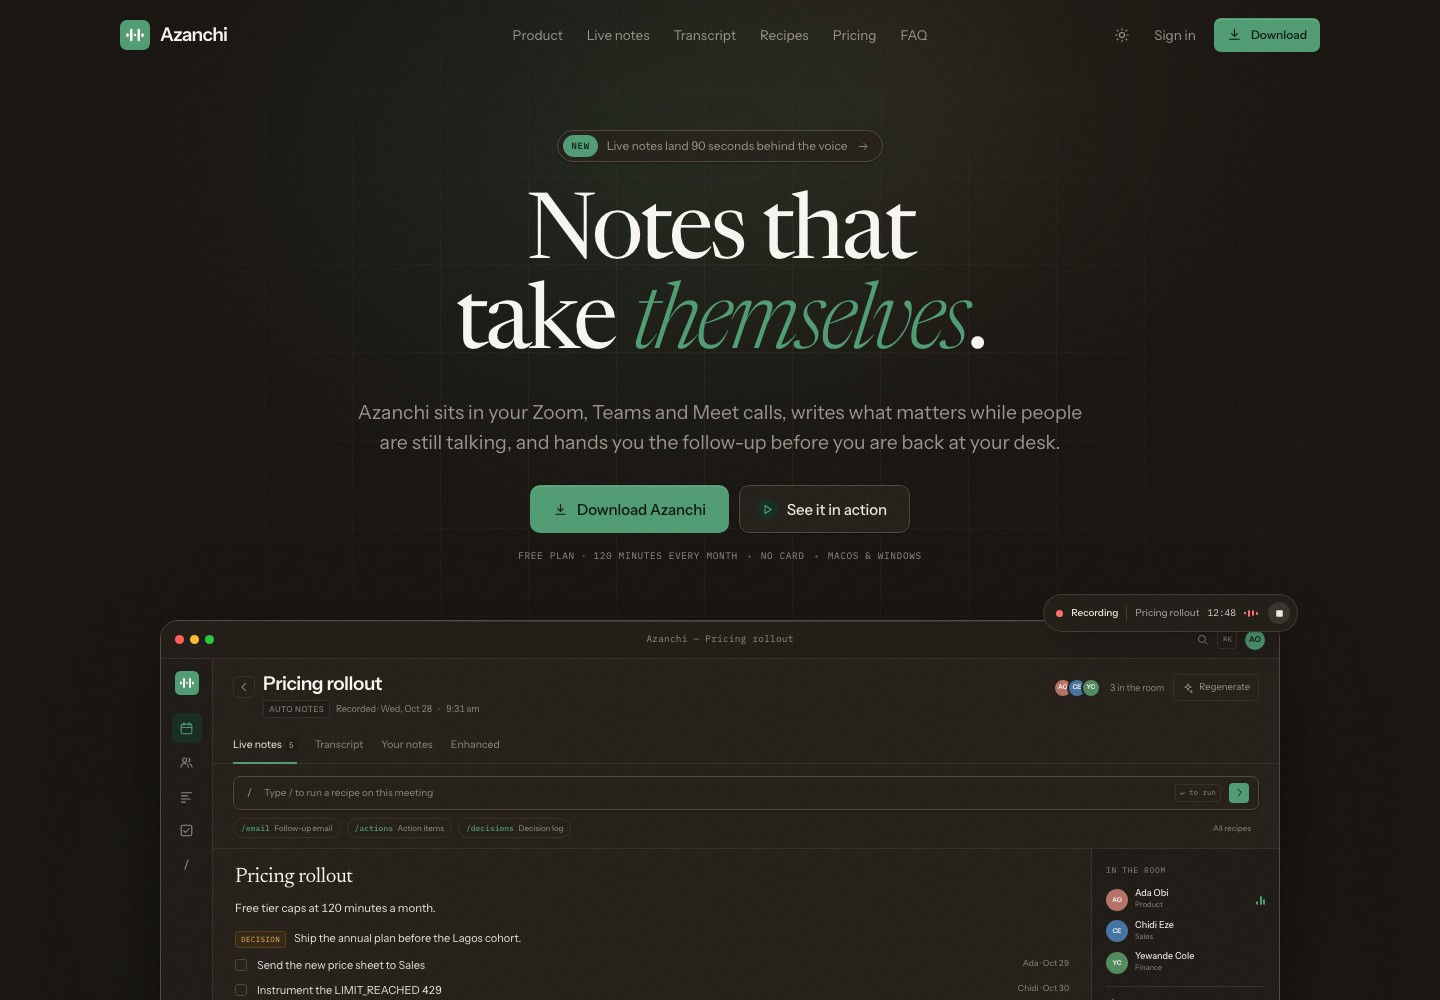 Azanchi
Product Live notes Transcript Recipes Pricing FAQ
Sign in Download
NEW Live notes land 90 seconds behind the voice →
Notes that
take themselves.
Azanchi sits in your Zoom, Teams and Meet calls, writes what matters while people
are still talking, and hands you the follow-up before you are back at your desk.
Download Azanchi See it in action
FREE PLAN · 120 MINUTES EVERY MONTH • NO CARD • MACOS & WINDOWS
Recording Pricing rollout 12:48
Azanchi — Pricing rollout ⌘K AO
Pricing rollout
AO CE YC 3 in the room Regenerate
AUTO NOTES Recorded · Wed, Oct 28 • 9:31 am
Live notes 5 Transcript Your notes Enhanced
/ Type / to run a recipe on this meeting ↵ to run
/email Follow-up email /actions Action items /decisions Decision log All recipes
/
Pricing rollout
Free tier caps at 120 minutes a month.
DECISION Ship the annual plan before the Lagos cohort.
Send the new price sheet to Sales Ada · Oct 29
Instrument the LIMIT_REACHED 429 Chidi · Oct 30
IN THE ROOM
AO Ada Obi
Product
CE Chidi Eze
Sales
YC Yewande Cole
Finance